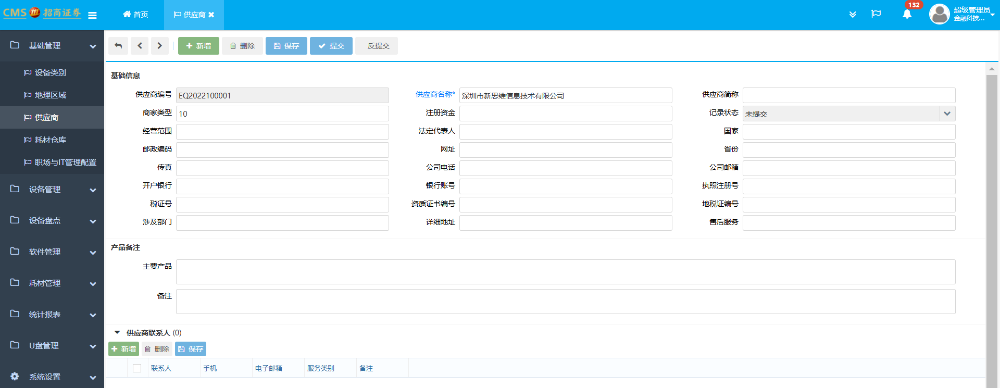 CMS 招商证券
首页
供应商
132
超级管理员
金融科技...
基础管理
设备类别
地理区域
供应商
耗材仓库
职场与IT管理配置
设备管理
设备盘点
软件管理
耗材管理
统计报表
U盘管理
系统设置
新增 删除 保存 提交 反提交
基础信息
供应商编号 EQ2022100001 供应商名称* 深圳市新思维信息技术有限公司 供应商简称
商家类型 10 注册资金 记录状态 未提交
经营范围 法定代表人 国家
邮政编码 网址 省份
传真 公司电话 公司邮箱
开户银行 银行账号 执照注册号
税证号 资质证书编号 地税证编号
涉及部门 详细地址 售后服务
产品备注
主要产品
备注
供应商联系人 (0)
新增 删除 保存
联系人 手机 电子邮箱 服务类别 备注